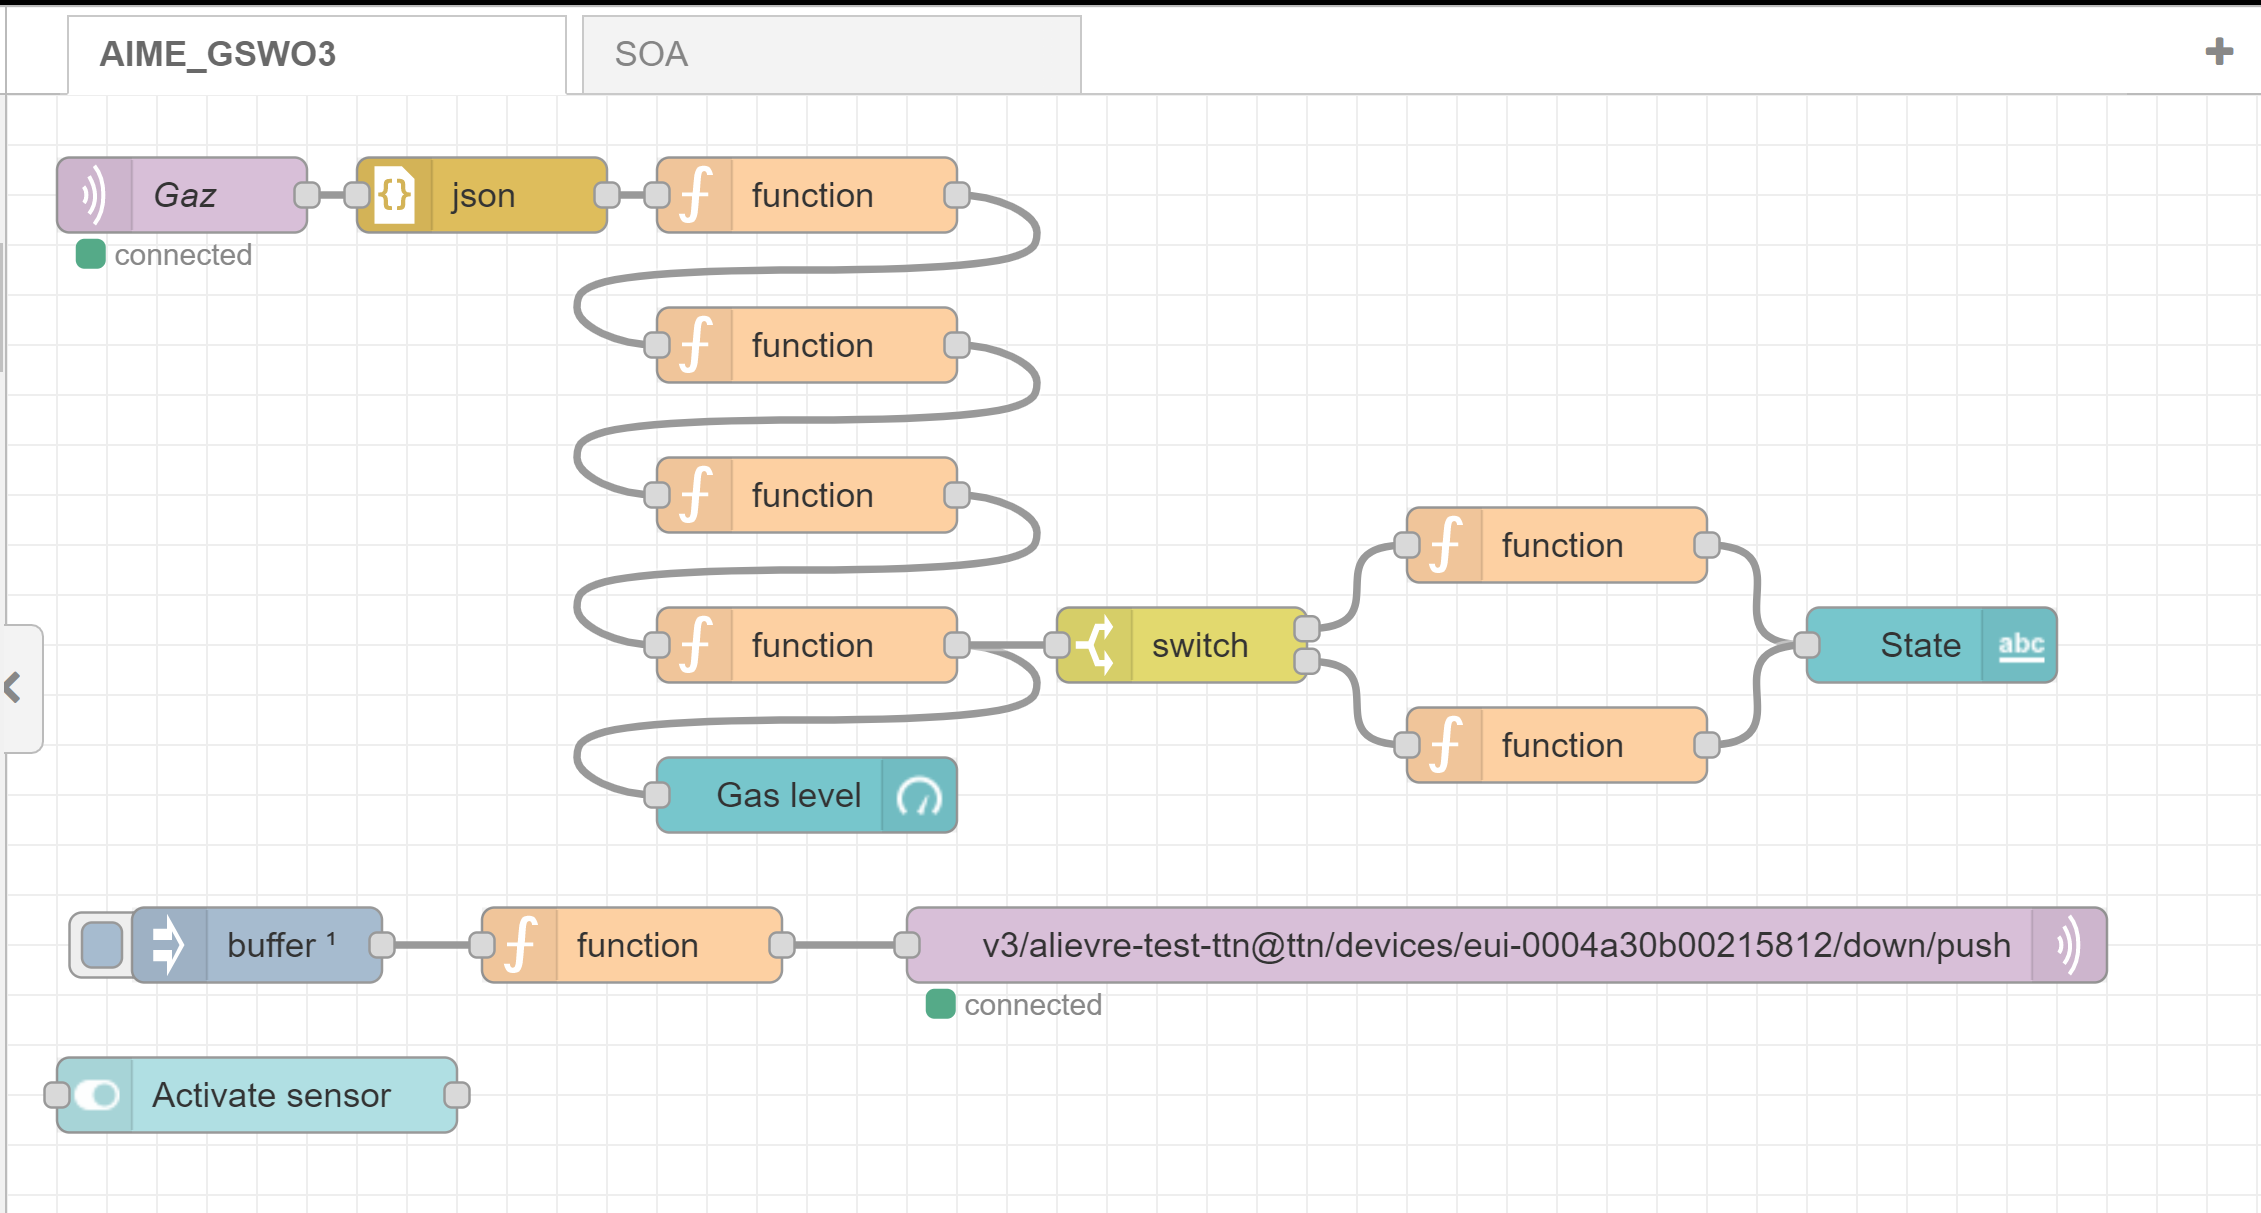 AIME_GSWO3
SOA
Gaz
json
function
connected
function
function
function
function
switch
State
abc
function
Gas level
buffer ¹
function
v3/alievre-test-ttn@ttn/devices/eui-0004a30b00215812/down/push
connected
Activate sensor